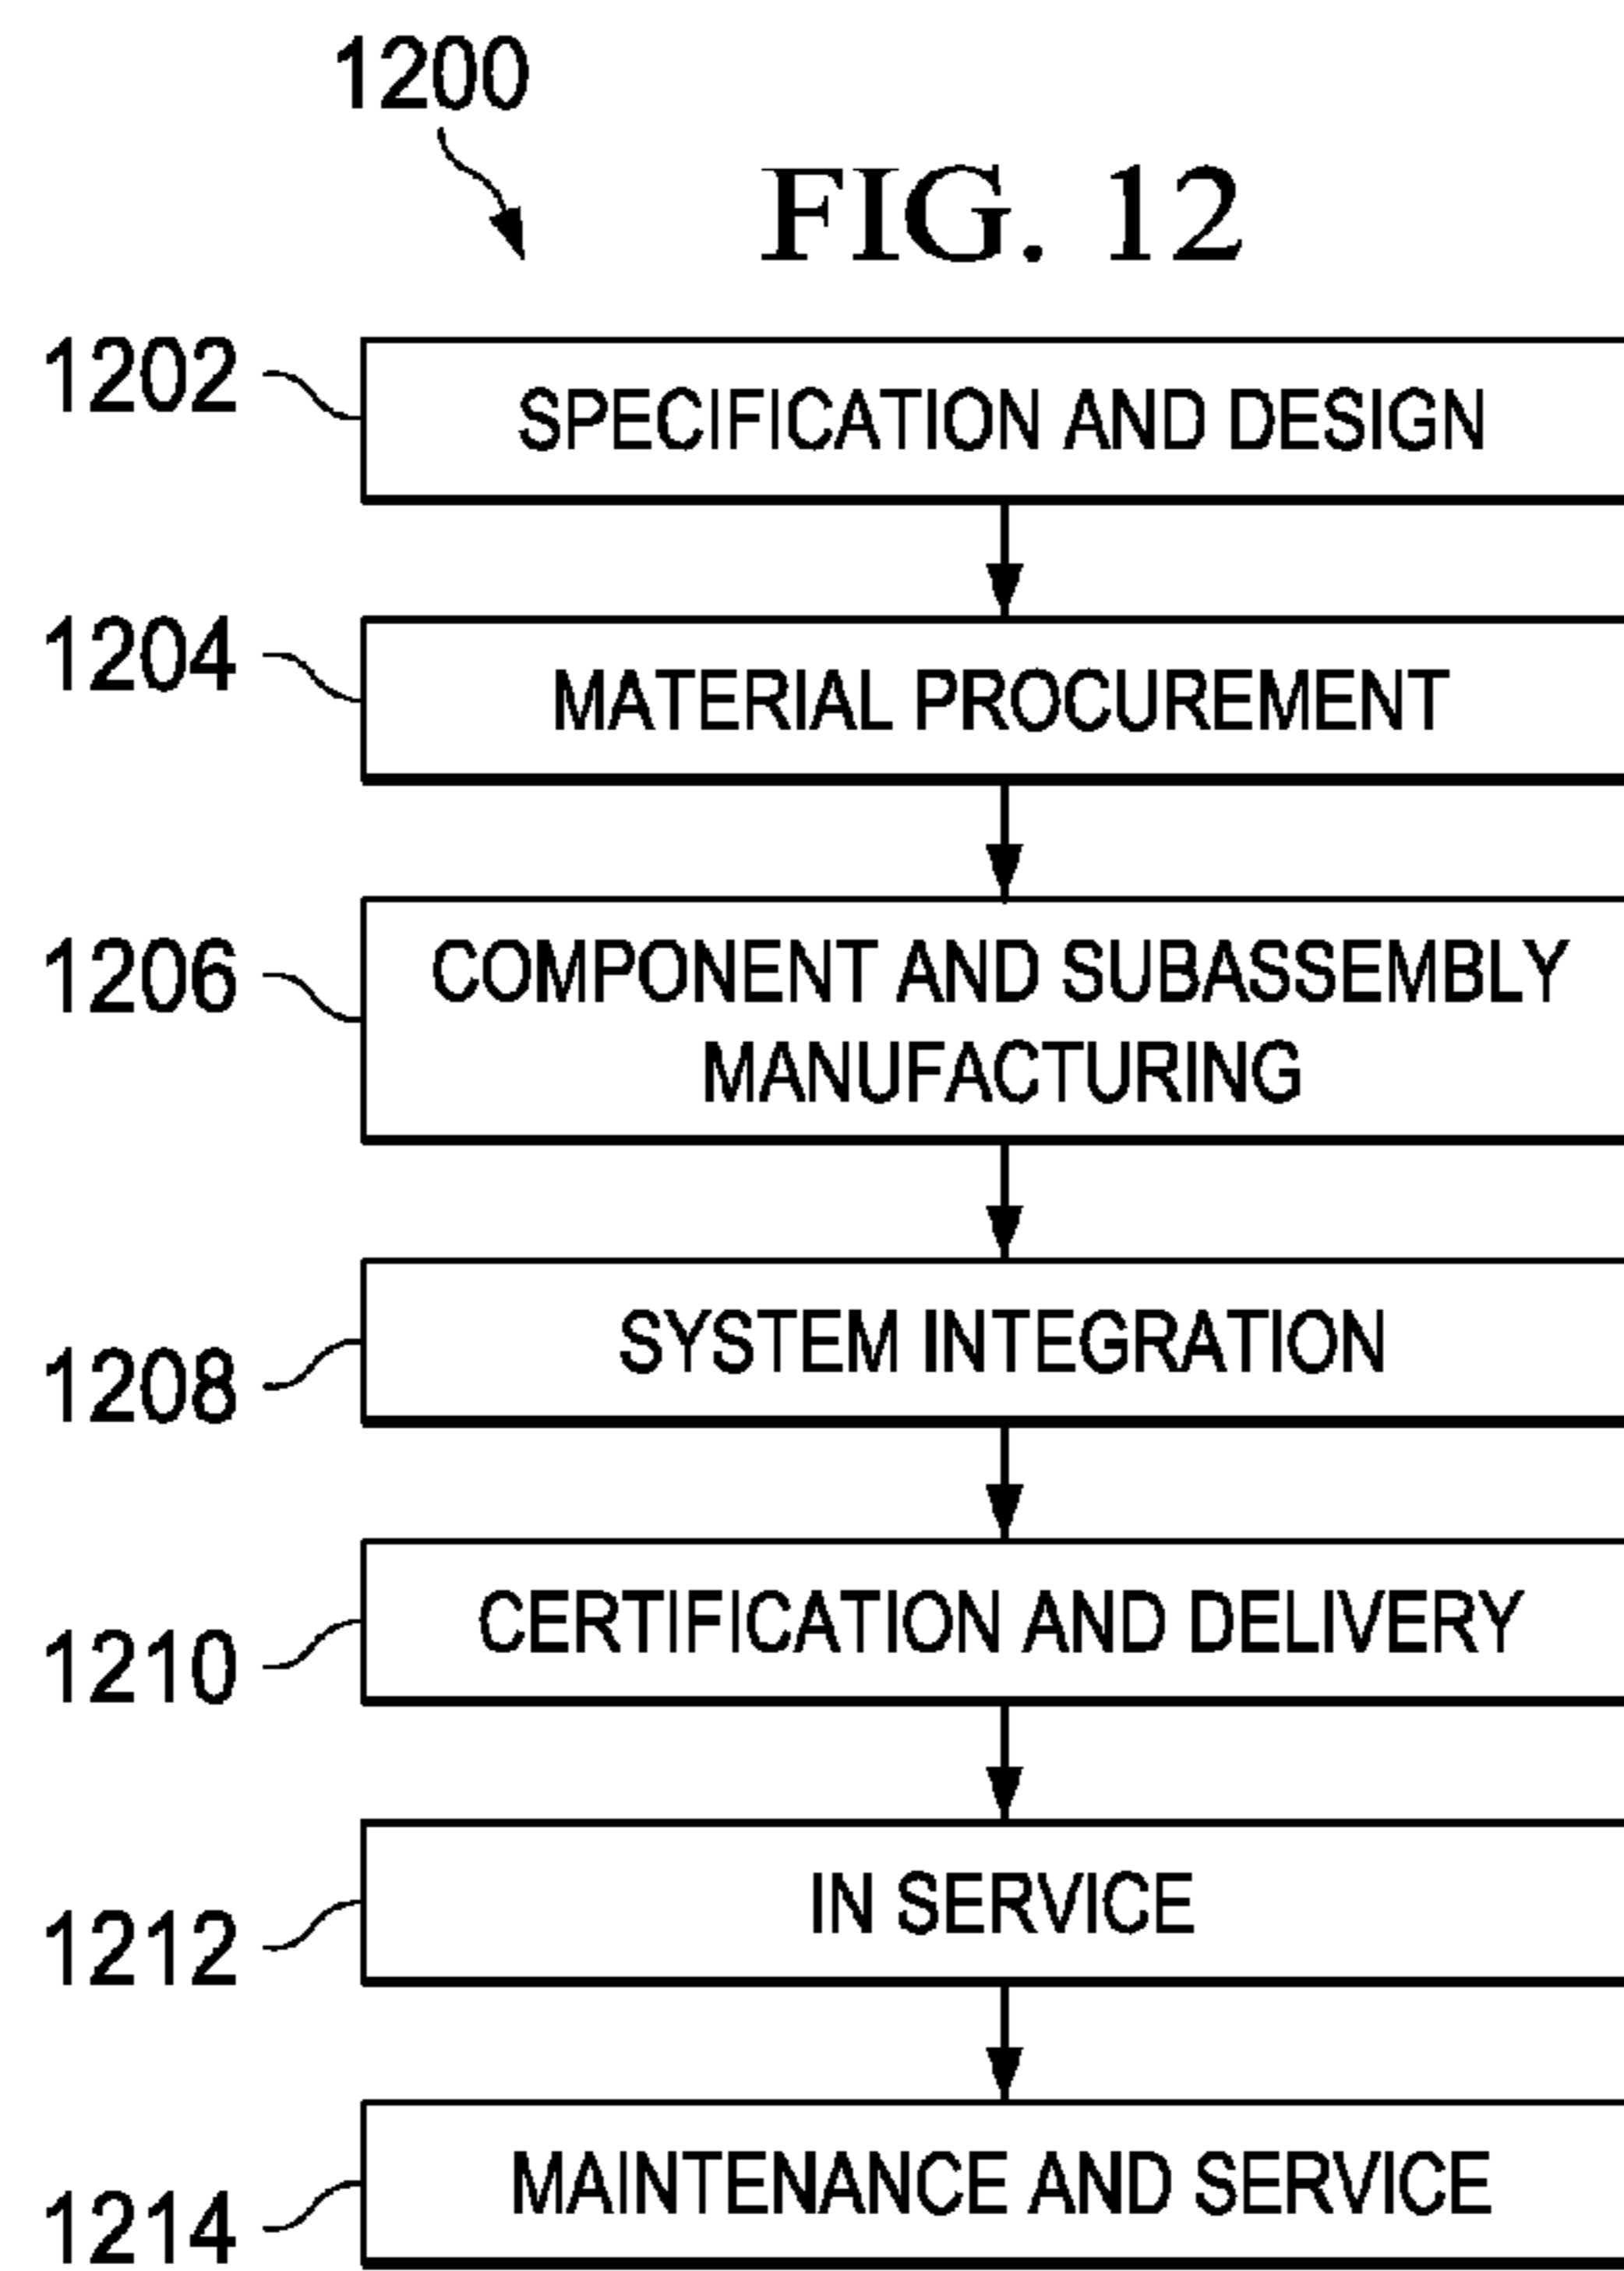 1200
FIG. 12
1202
SPECIFICATION AND DESIGN
1204
MATERIAL PROCUREMENT
1206
COMPONENT AND SUBASSEMBLY
MANUFACTURING
1208
SYSTEM INTEGRATION
1210
CERTIFICATION AND DELIVERY
1212
IN SERVICE
1214
MAINTENANCE AND SERVICE